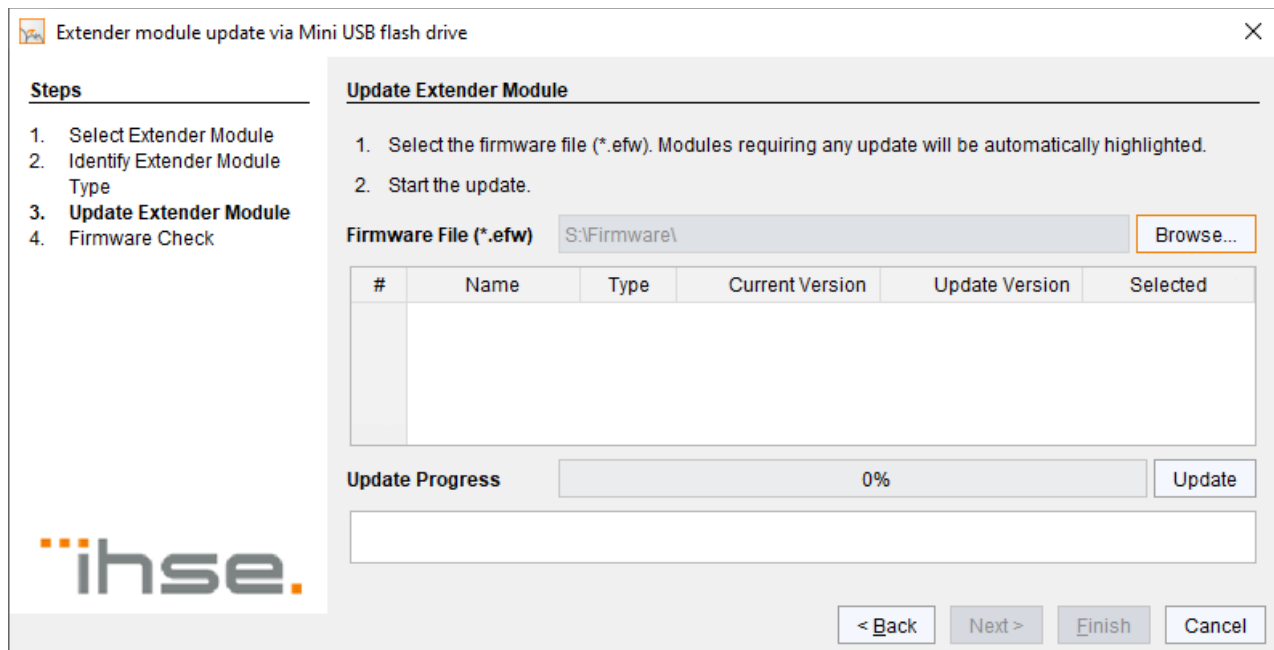 Extender module update via Mini USB flash drive
Steps
1. Select Extender Module
2. Identify Extender Module
Type
3. Update Extender Module
4. Firmware Check
Update Extender Module
1. Select the firmware file (*.efw). Modules requiring any update will be automatically highlighted.
2. Start the update.
Firmware File (*.efw) S:\Firmware\ Browse...
# Name Type Current Version Update Version Selected
Update Progress 0% Update
ihse.
< Back Next > Finish Cancel